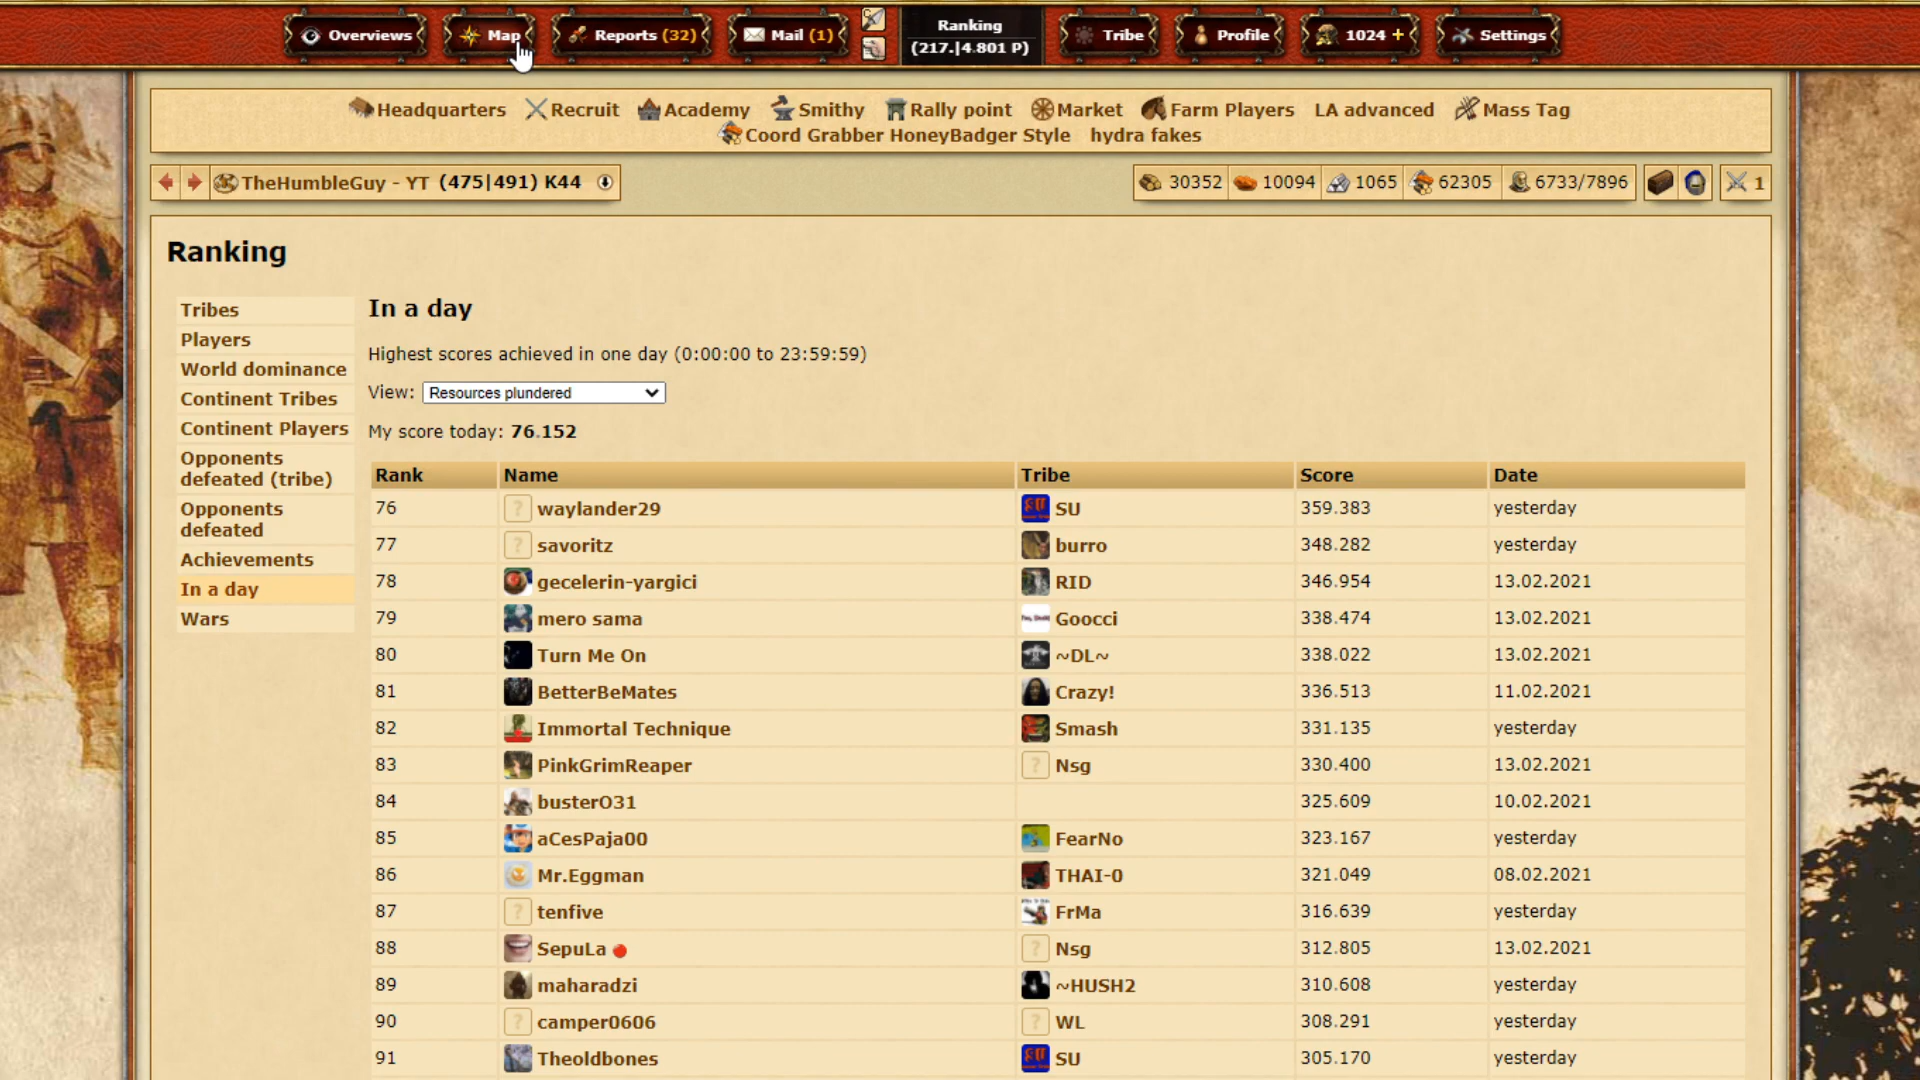 Overviews Map Reports (32) Mail (1) Ranking Tribe Profile 1024 + Settings
(217.|4.801 P)
Headquarters Recruit Academy Smithy Rally point Market Farm Players LA advanced Mass Tag
Coord Grabber HoneyBadger Style hydra fakes
TheHumbleGuy - YT (475|491) K44 30352 10094 1065 62305 6733/7896 1
Ranking
Tribes
Players
World dominance
Continent Tribes
Continent Players
Opponents
defeated (tribe)
Opponents
defeated
Achievements
In a day
Wars
In a day
Highest scores achieved in one day (0:00:00 to 23:59:59)
View: Resources plundered
My score today: 76.152
Rank Name Tribe Score Date
76 waylander29 SU 359.383 yesterday
77 savoritz burro 348.282 yesterday
78 gecelerin-yargici RID 346.954 13.02.2021
79 mero sama Goocci 338.474 13.02.2021
80 Turn Me On ~DL~ 338.022 13.02.2021
81 BetterBeMates Crazy! 336.513 11.02.2021
82 Immortal Technique Smash 331.135 yesterday
83 PinkGrimReaper Nsg 330.400 13.02.2021
84 busterO31 325.609 10.02.2021
85 aCesPaja00 FearNo 323.167 yesterday
86 Mr.Eggman THAI-0 321.049 08.02.2021
87 tenfive FrMa 316.639 yesterday
88 SepuLa Nsg 312.805 13.02.2021
89 maharadzi ~HUSH2 310.608 yesterday
90 camper0606 WL 308.291 yesterday
91 Theoldbones SU 305.170 yesterday